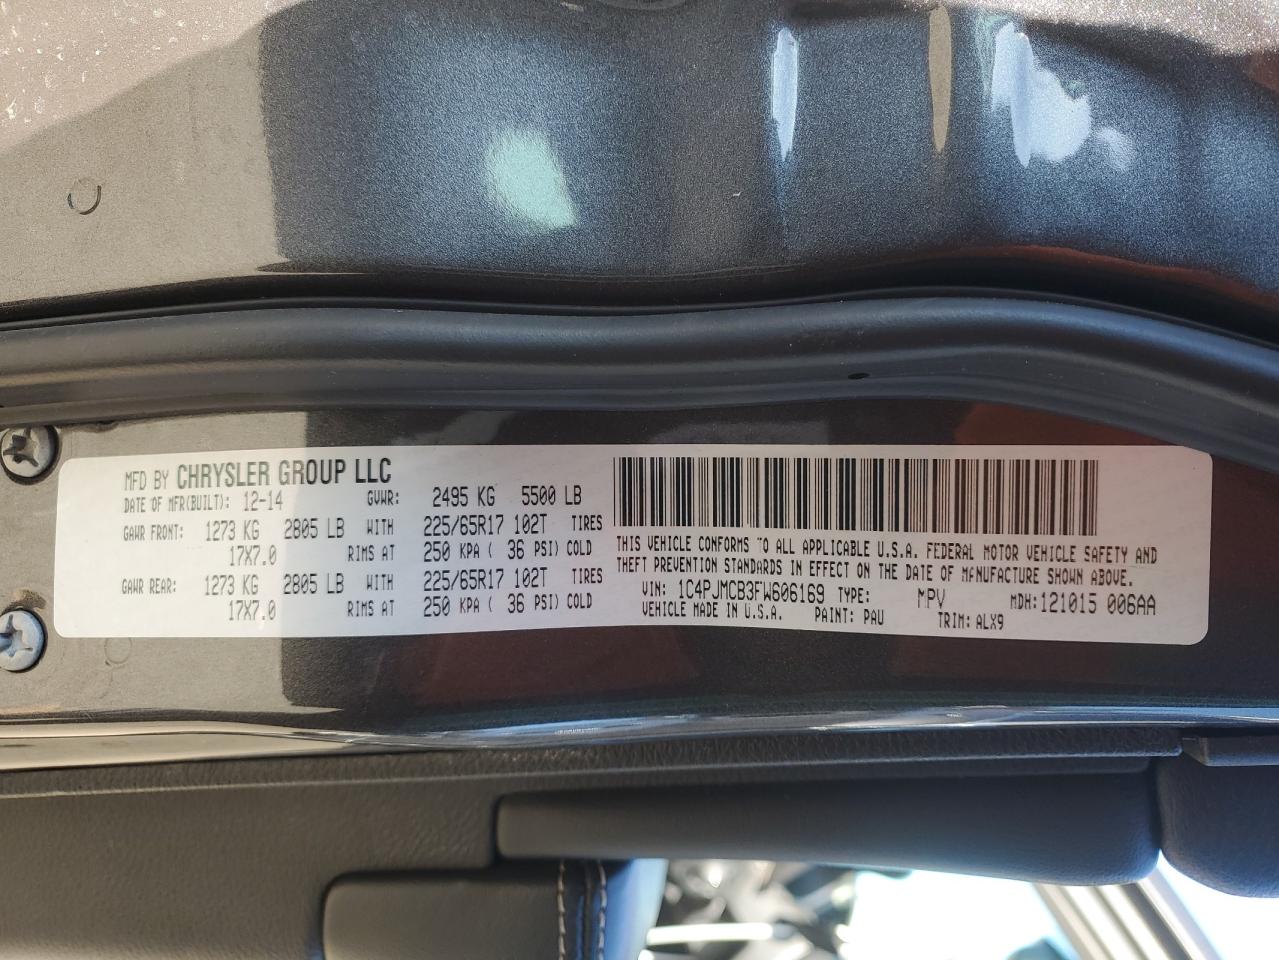 MFD BY CHRYSLER GROUP LLC
DATE OF MFR(BUILT): 12-14 GVWR: 2495 KG 5500 LB
GAWR FRONT: 1273 KG 2805 LB WITH 225/65R17 102T TIRES
17X7.0 RIMS AT 250 KPA ( 36 PSI) COLD
GAWR REAR: 1273 KG 2805 LB WITH 225/65R17 102T TIRES
17X7.0 RIMS AT 250 KPA ( 36 PSI) COLD
THIS VEHICLE CONFORMS TO ALL APPLICABLE U.S.A. FEDERAL MOTOR VEHICLE SAFETY AND
THEFT PREVENTION STANDARDS IN EFFECT ON THE DATE OF MANUFACTURE SHOWN ABOVE.
VIN: 1C4PJMCB3FW606169 TYPE: MPV MDH: 121015 006AA
VEHICLE MADE IN U.S.A. PAINT: PAU TRIM: ALX9